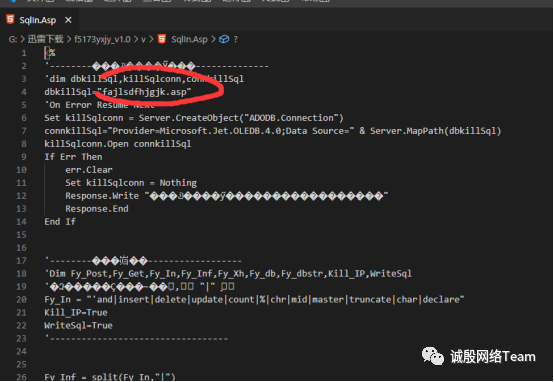 SqlIn.Asp ×
G: > 迅雷下载 > f5173yxjy_v1.0 > v > SqlIn.Asp > ?
1 <%
2
3 'dim dbkillSql,killSqlconn,connkillSql
4 dbkillSql="fajlsdfhjgjk.asp"
5 'On Error Resume Next
6 Set killSqlconn = Server.CreateObject("ADODB.Connection")
7 connkillSql="Provider=Microsoft.Jet.OLEDB.4.0;Data Source=" & Server.MapPath(dbkillSql)
8 killSqlconn.Open connkillSql
9 If Err Then
10 err.Clear
11 Set killSqlconn = Nothing
12 Response.Write "
13 Response.End
14 End If
15
16
17
18 'Dim Fy_Post,Fy_Get,Fy_In,Fy_Inf,Fy_Xh,Fy_db,Fy_dbstr,Kill_IP,WriteSql
19 "|"
20 Fy_In = "'and|insert|delete|update|count|%|chr|mid|master|truncate|char|declare"
21 Kill_IP=True
22 WriteSql=True
23 '----------------------------------
24
25
26 Fy_Inf = split(Fy_In,"|")
诚殷网络Team